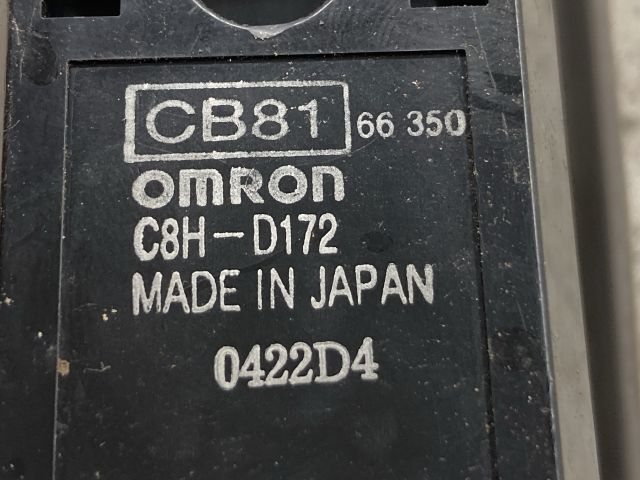 CB81 66 350
omron
C8H-D172
MADE IN JAPAN
0422D4